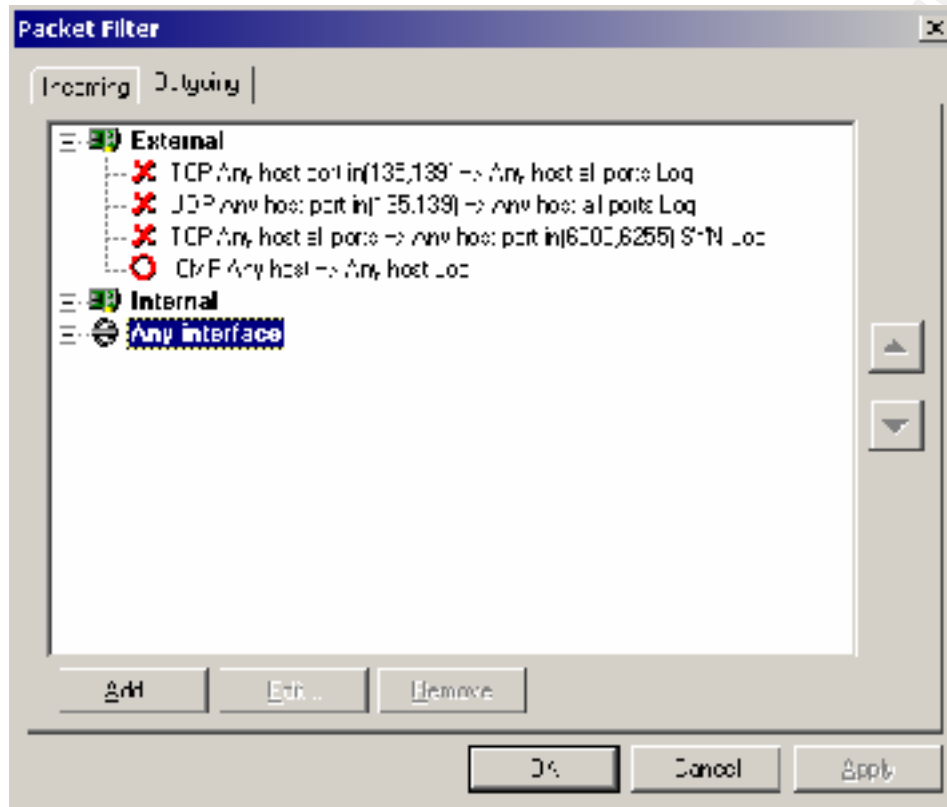 Packet Filter
Incoming Outgoing
External
TCP Any host port in(135,139) -> Any host all ports Log
UDP Any host port in(135,139) -> Any host all ports Log
TCP Any host all ports -> Any host port in(6000,6255) SYN Log
ICMP Any host -> Any host Log
Internal
Any interface
Add
Edit...
Remove
OK
Cancel
Apply